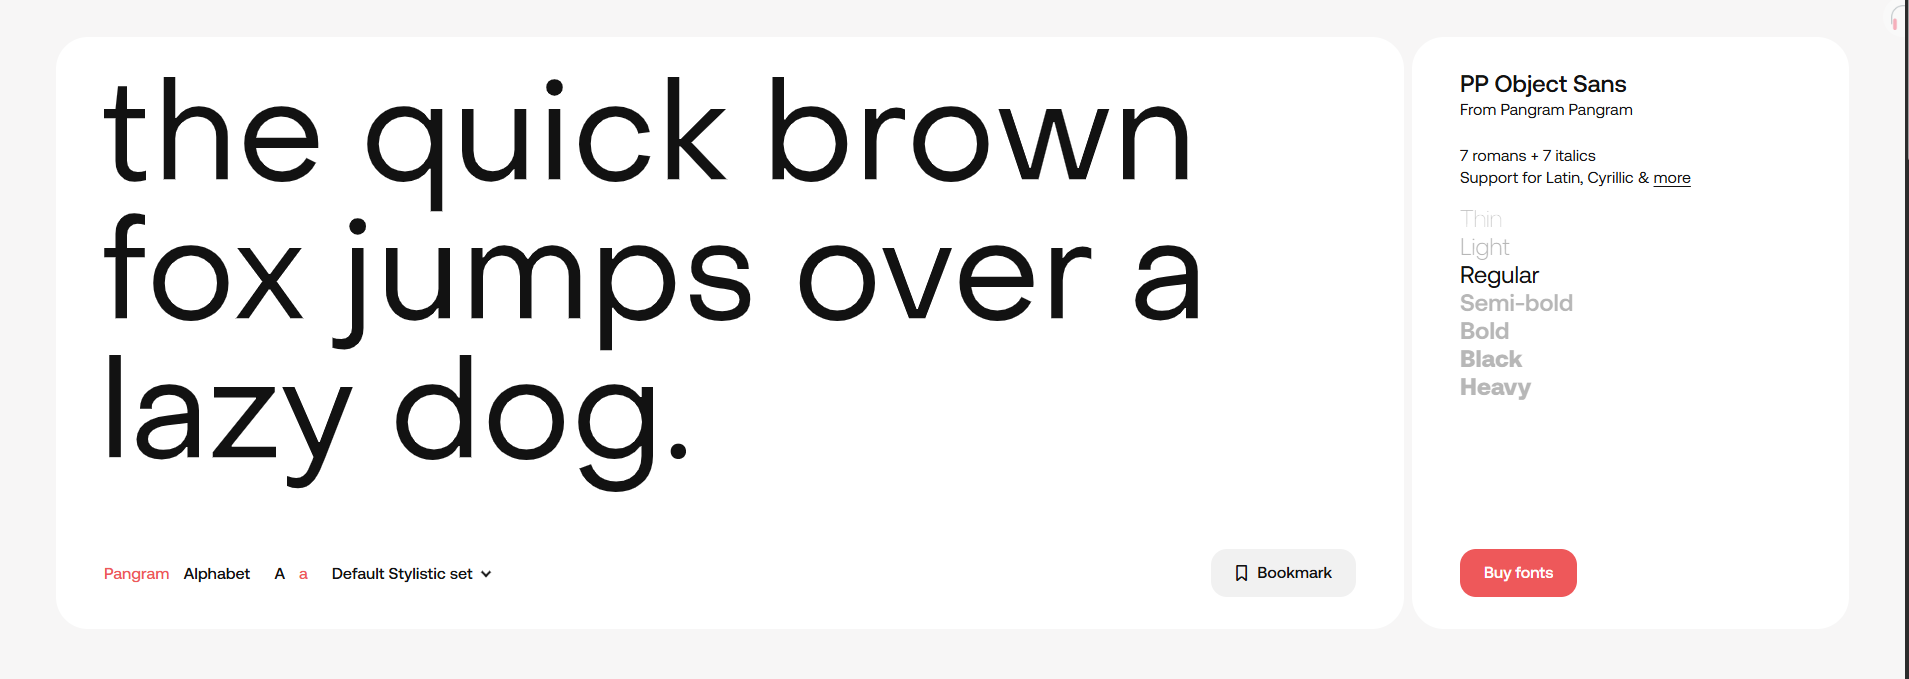 the quick brown
fox jumps over a
lazy dog.
Pangram Alphabet A a Default Stylistic set
Bookmark
PP Object Sans
From Pangram Pangram
7 romans + 7 italics
Support for Latin, Cyrillic & more
Thin
Light
Regular
Semi-bold
Bold
Black
Heavy
Buy fonts